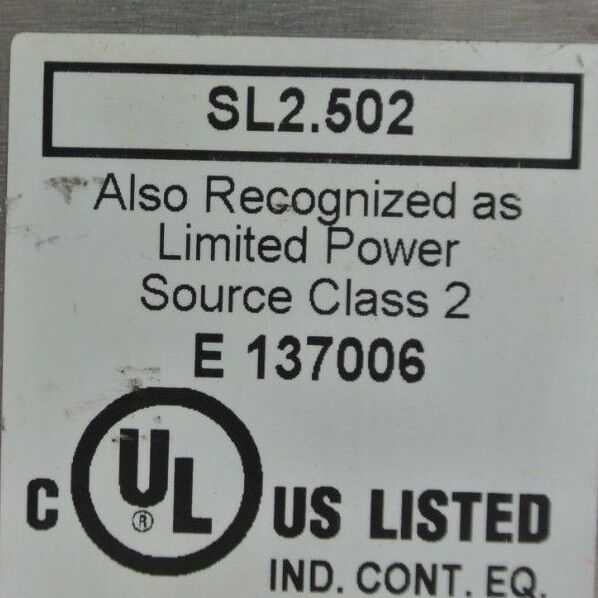 SL2.502
Also Recognized as
Limited Power
Source Class 2
E 137006
C UL ® US LISTED
IND. CONT. EQ.